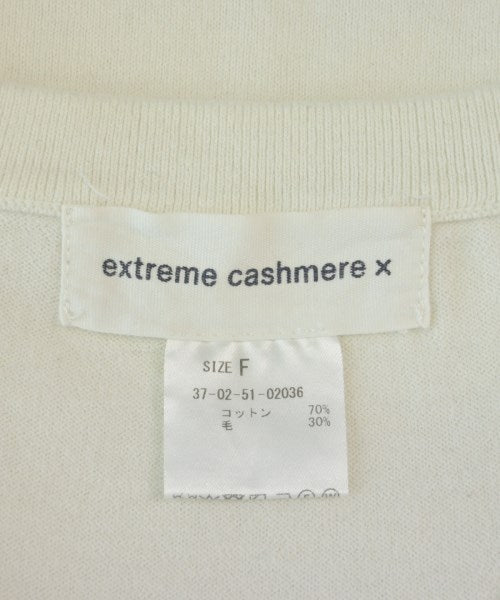 extreme cashmere x
SIZE F
37-02-51-02036
コットン 70%
毛 30%